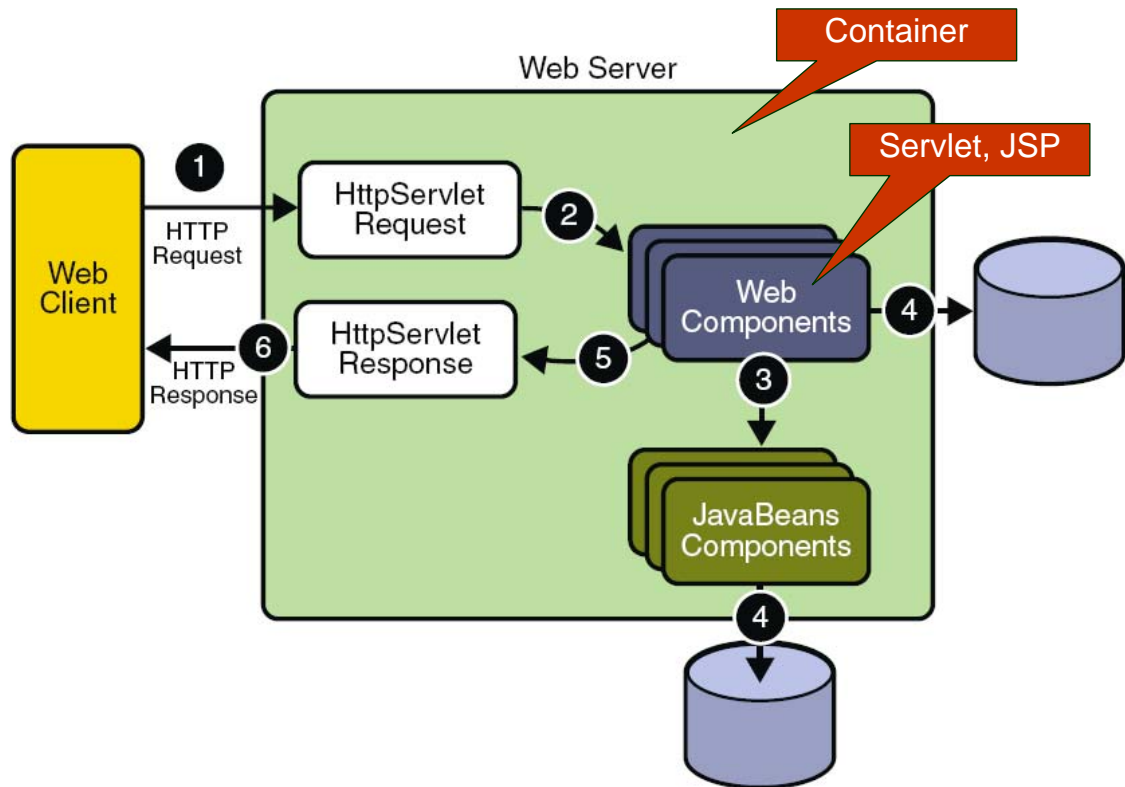 Container
Web Server
Servlet, JSP
1
HttpServlet
Request
2
HTTP
Request
Web
Client
Web
Components
4
HttpServlet
Response
6
5
HTTP
Response
3
JavaBeans
Components
4